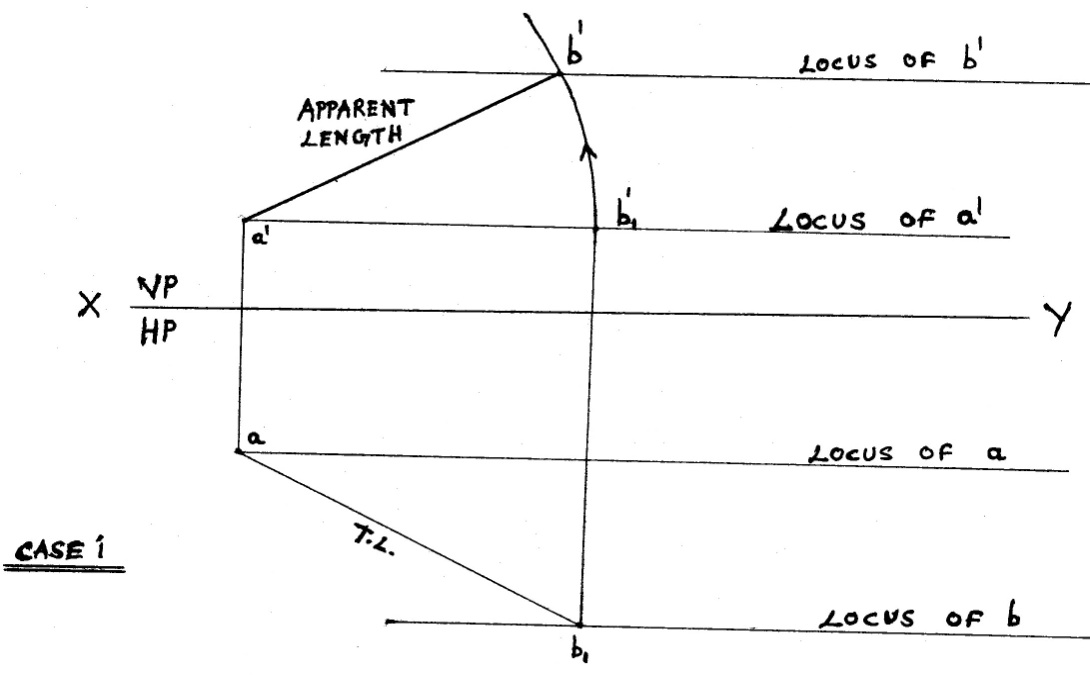 b'
LOCUS OF b'
APPARENT
LENGTH
a'
b₁'
LOCUS OF a'
X
VP
HP
Y
a
LOCUS OF a
T.L.
CASE i
LOCUS OF b
b₁